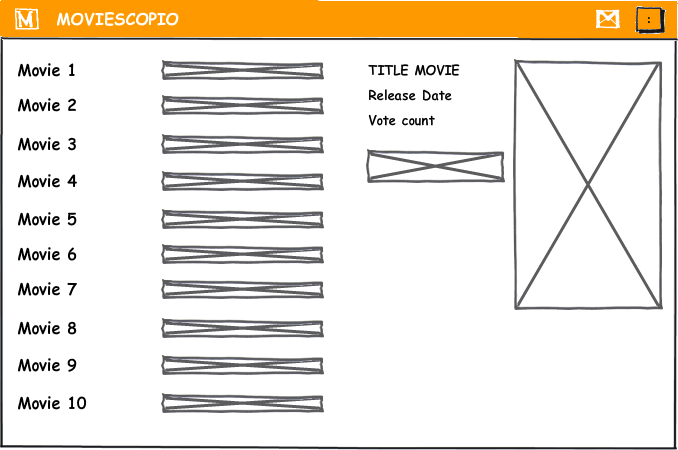 M MOVIESCOPIO :
Movie 1
Movie 2
Movie 3
Movie 4
Movie 5
Movie 6
Movie 7
Movie 8
Movie 9
Movie 10
TITLE MOVIE
Release Date
Vote count